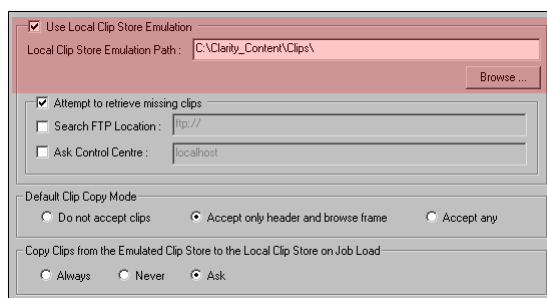 Use Local Clip Store Emulation
Local Clip Store Emulation Path : C:\Clarity_Content\Clips\
Browse ...
Attempt to retrieve missing clips
Search FTP Location : ftp://
Ask Control Centre : localhost
Default Clip Copy Mode
Do not accept clips Accept only header and browse frame Accept any
Copy Clips from the Emulated Clip Store to the Local Clip Store on Job Load
Always Never Ask